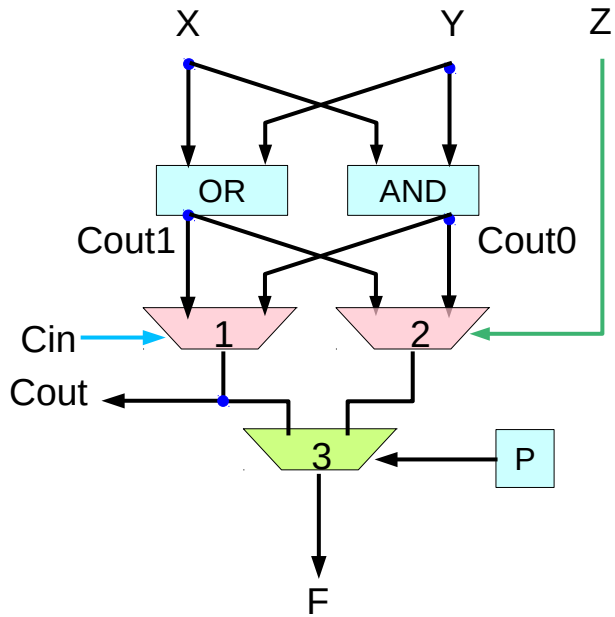 X Y Z
OR AND
Cout1 Cout0
Cin 1 2
Cout
3 P
F